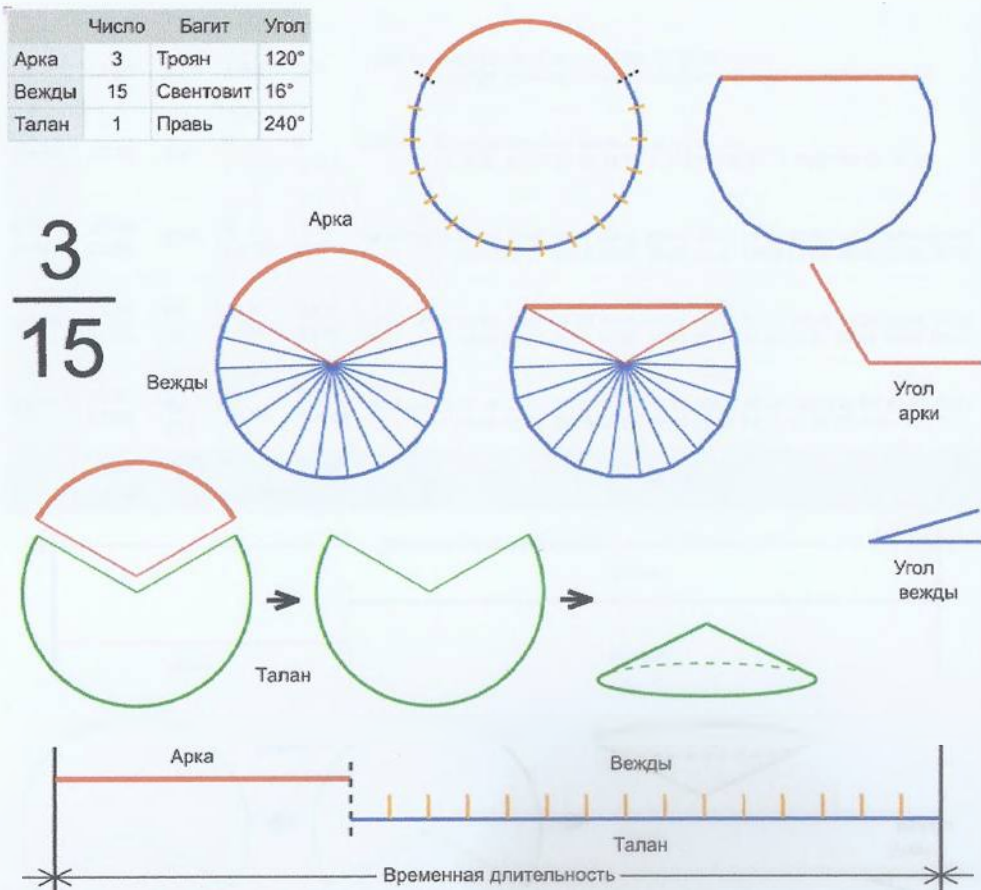 Число Багит Угол
Арка 3 Троян 120°
Вежды 15 Свентовит 16°
Талан 1 Правь 240°
3
15
Арка
Вежды
Угол
арки
Угол
вежды
Талан
Арка
Вежды
Талан
Временная длительность